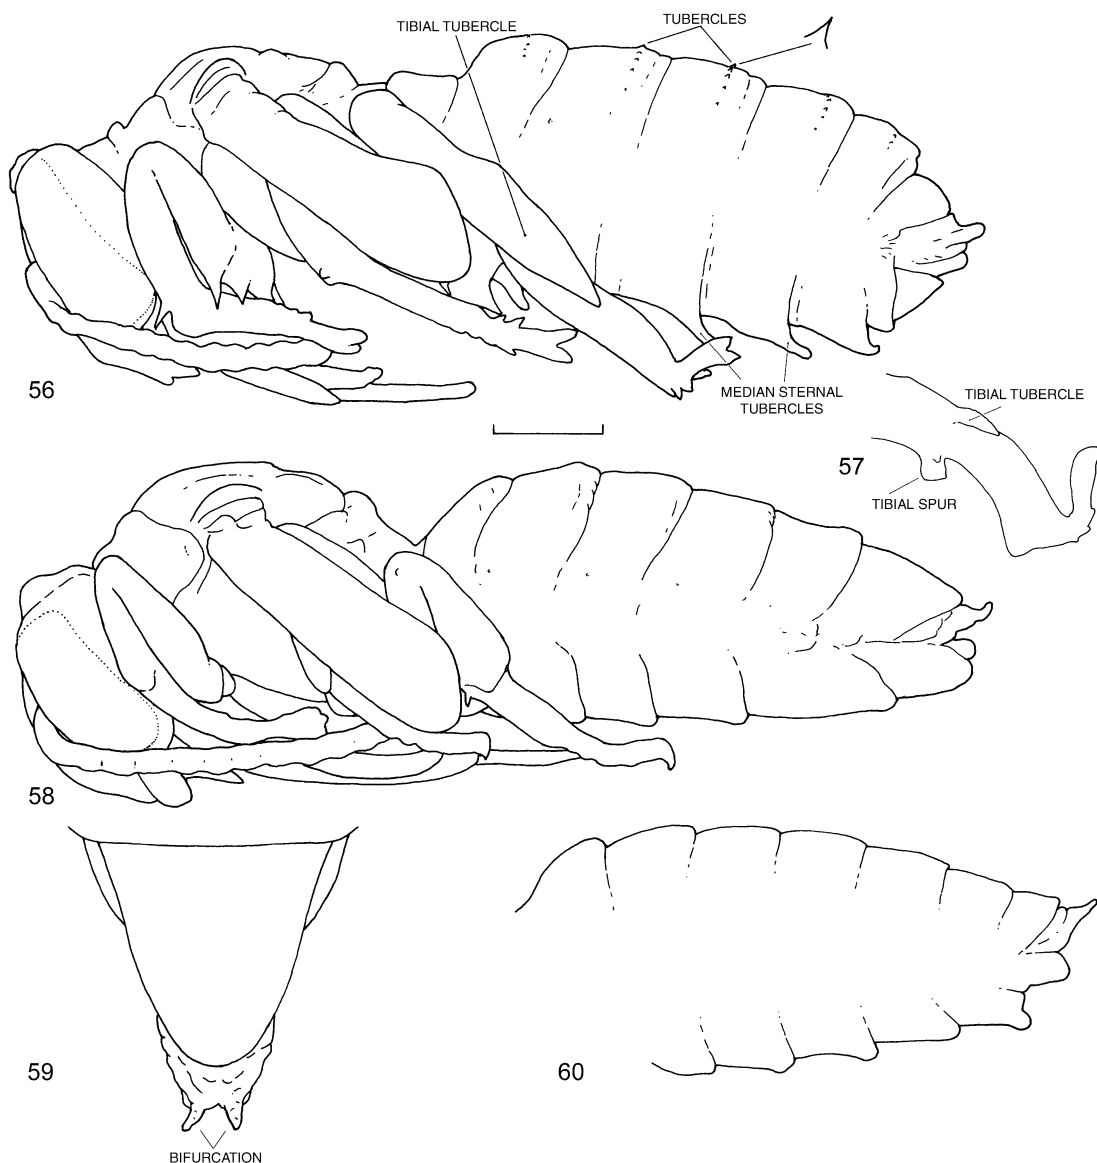 TIBIAL TUBERCLE
TUBERCLES
56
MEDIAN STERNAL
TUBERCLES
TIBIAL TUBERCLE
57
TIBIAL SPUR
58
59
60
BIFURCATION